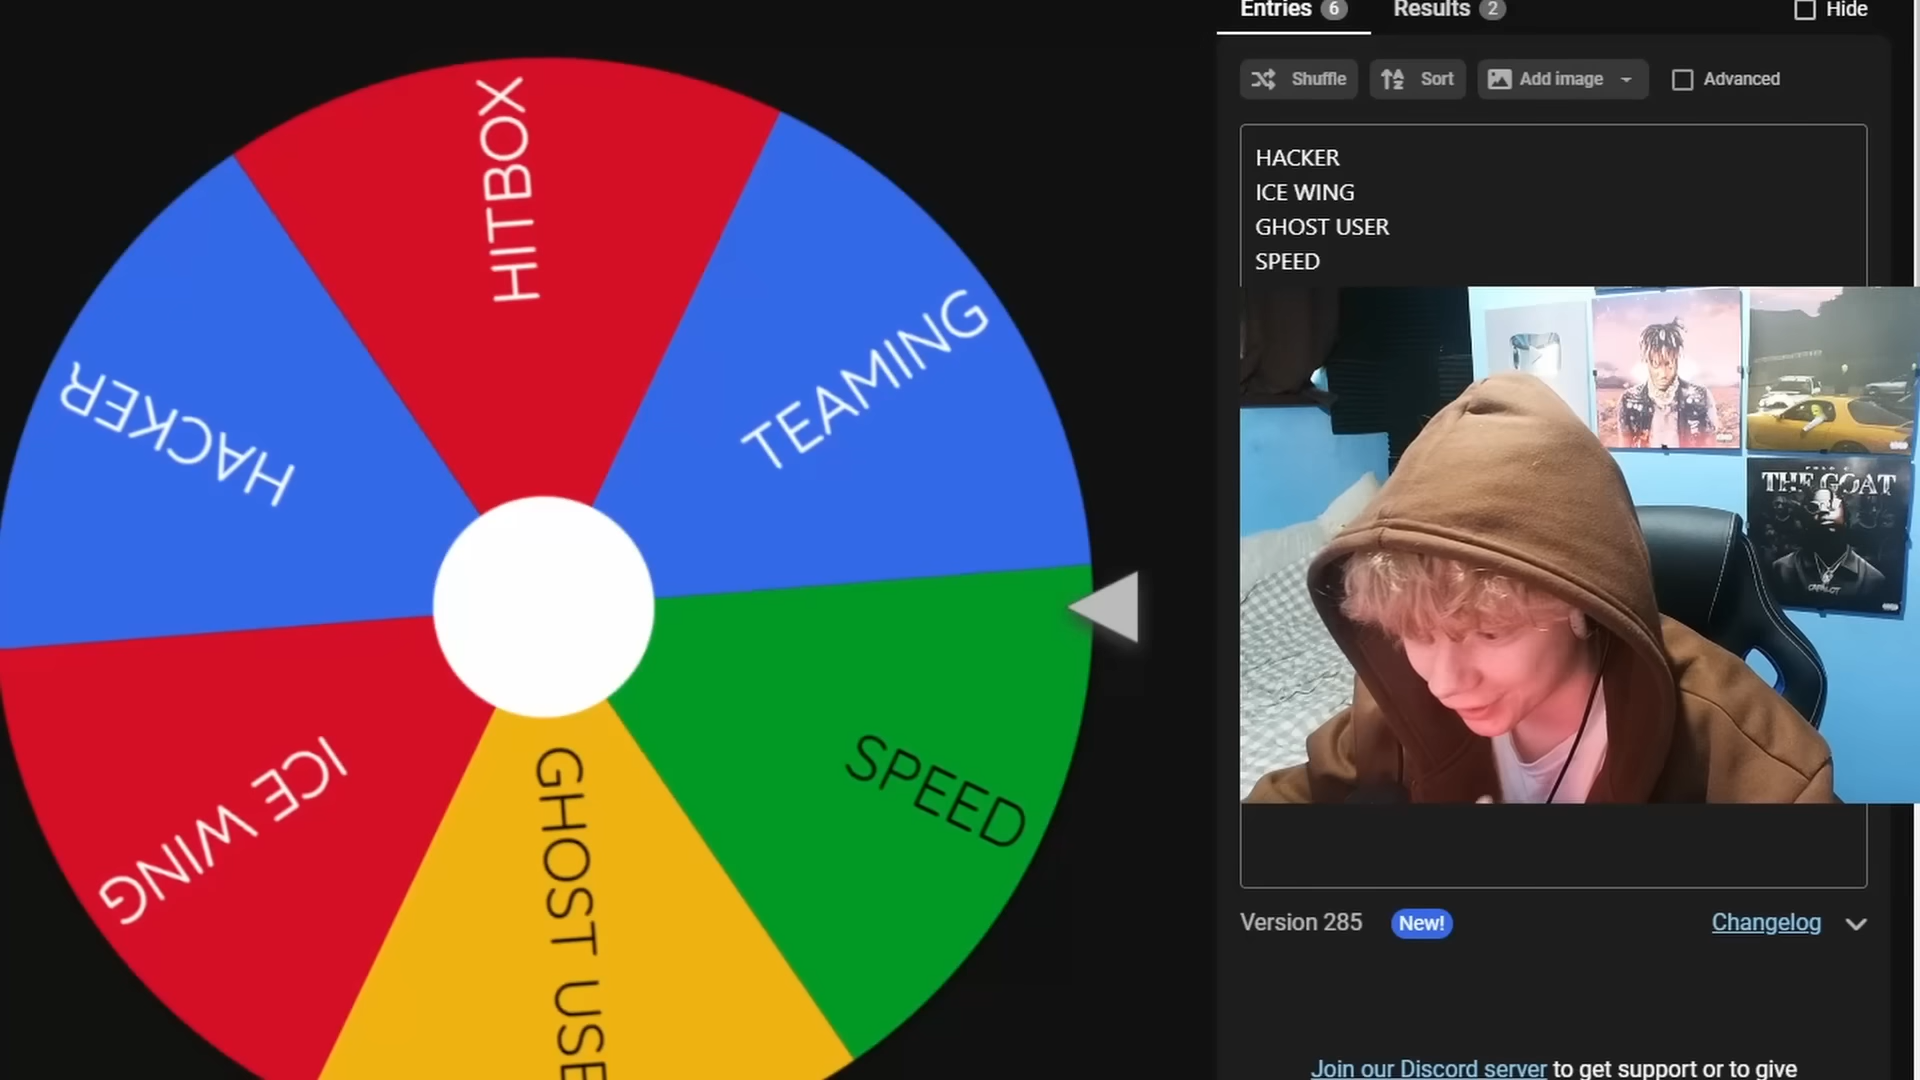 Entries 6 Results 2 Hide
Shuffle Sort Add image Advanced
HACKER
ICE WING
GHOST USER
SPEED
HITBOX
TEAMING
HACKER
SPEED
ICE WING
GHOST USE
THE GOAT
Version 285 New! Changelog
Join our Discord server to get support or to give